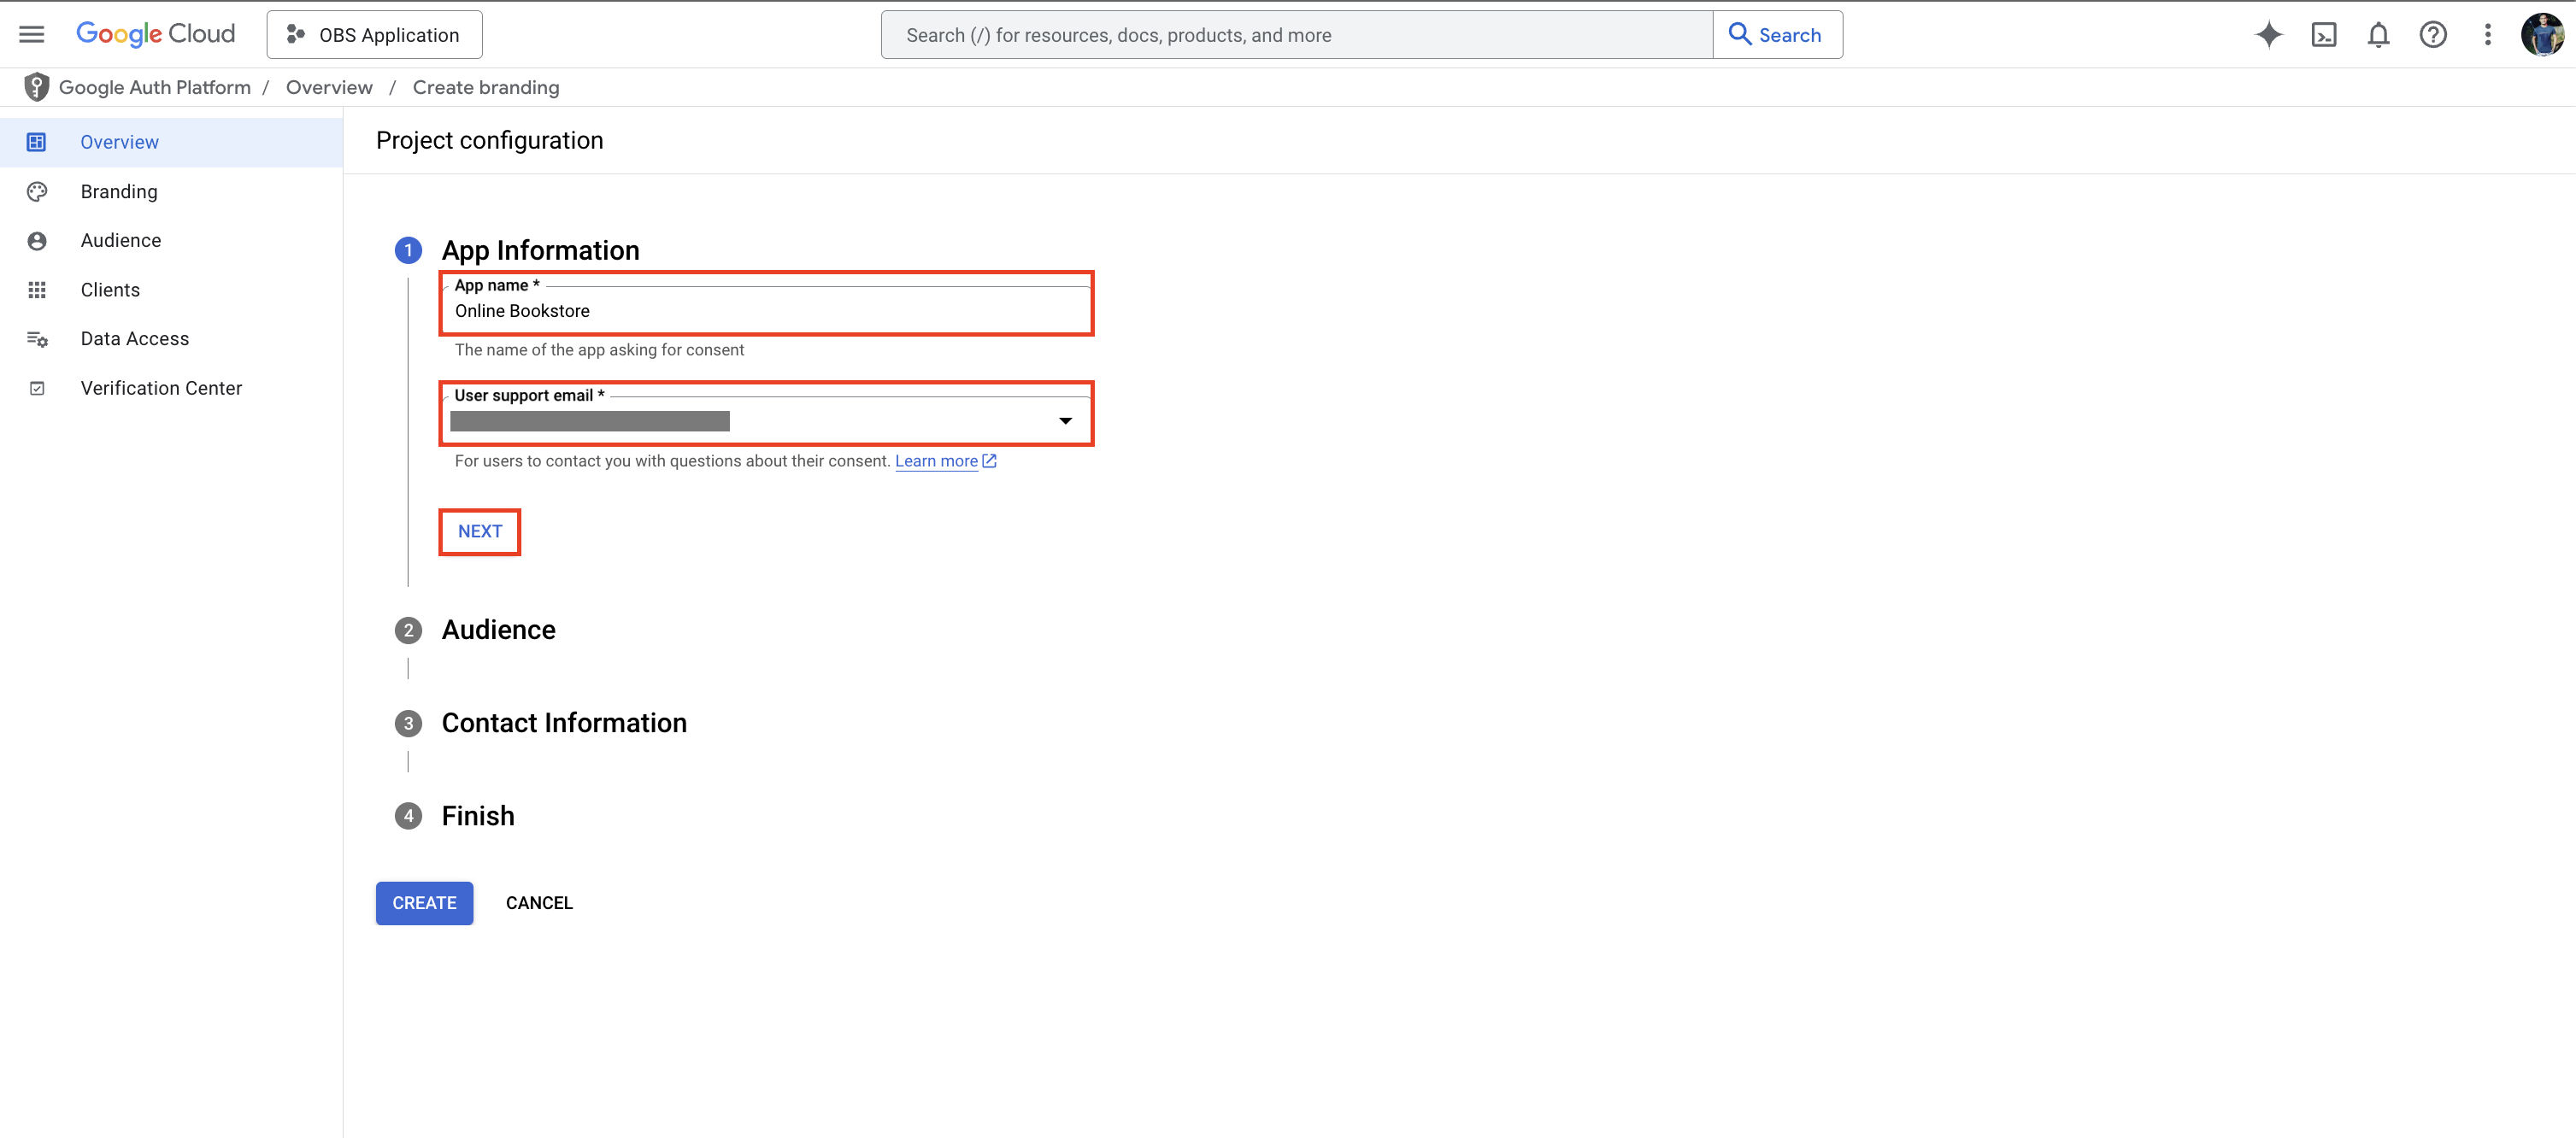 Google Cloud
OBS Application
Search (/) for resources, docs, products, and more
Search
Google Auth Platform / Overview / Create branding
Overview
Branding
Audience
Clients
Data Access
Verification Center
Project configuration
1 App Information
App name *
Online Bookstore
The name of the app asking for consent
User support email *
For users to contact you with questions about their consent. Learn more
NEXT
2 Audience
3 Contact Information
4 Finish
CREATE CANCEL